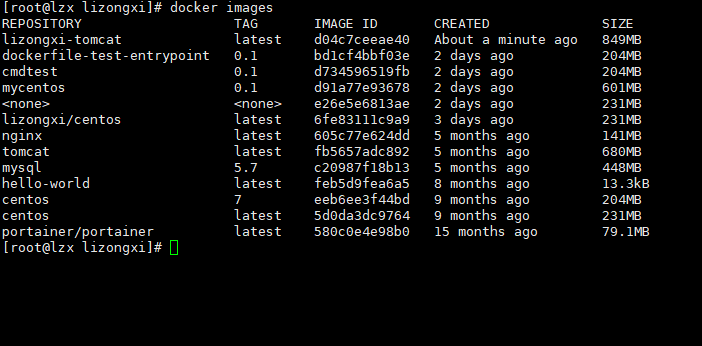 [root@lzx lizongxi]# docker images
REPOSITORY TAG IMAGE ID CREATED SIZE
lizongxi-tomcat latest d04c7ceeae40 About a minute ago 849MB
dockerfile-test-entrypoint 0.1 bd1cf4bbf03e 2 days ago 204MB
cmdtest 0.1 d734596519fb 2 days ago 204MB
mycentos 0.1 d91a77e93678 2 days ago 601MB
<none> <none> e26e5e6813ae 2 days ago 231MB
lizongxi/centos latest 6fe83111c9a9 3 days ago 231MB
nginx latest 605c77e624dd 5 months ago 141MB
tomcat latest fb5657adc892 5 months ago 680MB
mysql 5.7 c20987f18b13 5 months ago 448MB
hello-world latest feb5d9fea6a5 8 months ago 13.3kB
centos 7 eeb6ee3f44bd 9 months ago 204MB
centos latest 5d0da3dc9764 9 months ago 231MB
portainer/portainer latest 580c0e4e98b0 15 months ago 79.1MB
[root@lzx lizongxi]#